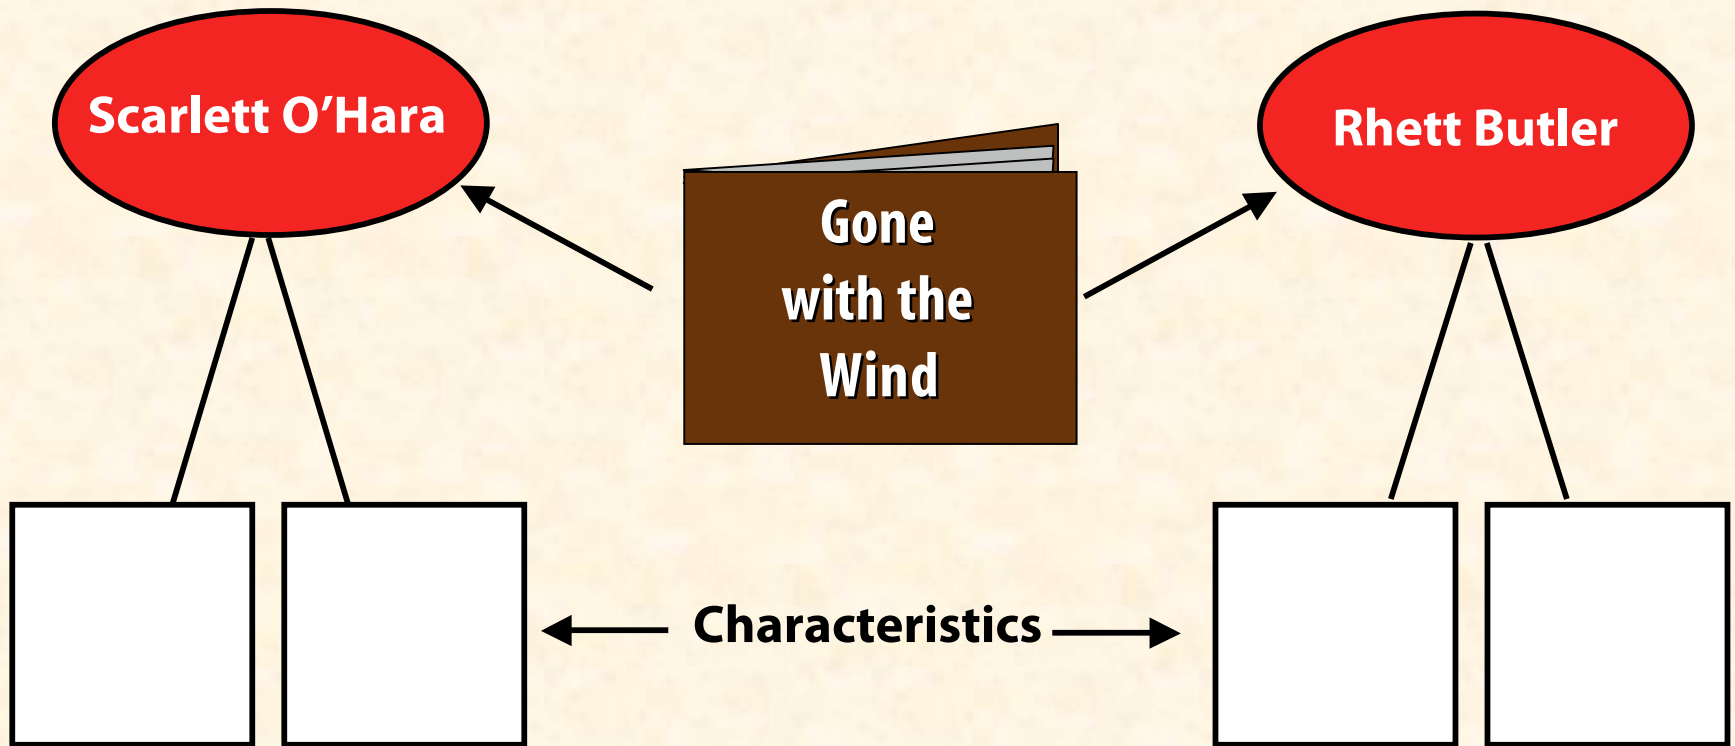 Scarlett O’Hara
Rhett Butler
Gone
with the
Wind
Characteristics